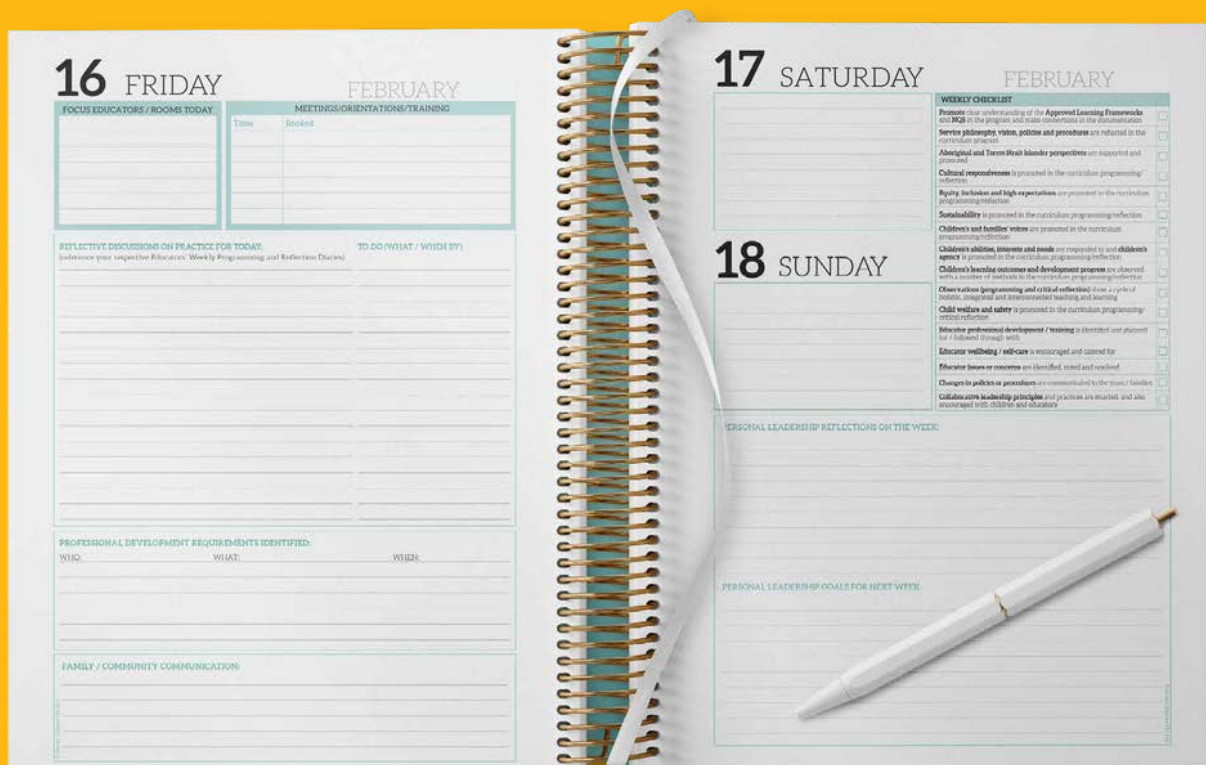 16 FRIDAY
FEBRUARY
FOCUS EDUCATORS / ROOMS TODAY
MEETINGS/ORIENTATIONS/TRAINING
REFLECTIVE DISCUSSIONS ON PRACTICE FOR TODAY:
TO DO (WHAT / WHEN BY)
(reference your respective Educators' Weekly Programming and Reflection Diaries)
PROFESSIONAL DEVELOPMENT REQUIREMENTS IDENTIFIED:
WHO:
WHAT:
WHEN:
FAMILY / COMMUNITY COMMUNICATION:
17 SATURDAY
FEBRUARY
18 SUNDAY
WEEKLY CHECKLIST
Promote clear understanding of the Approved Learning Frameworks
and NQS in the program and make connections in the documentation
Service philosophy, vision, policies and procedures are reflected in the
curriculum program
Aboriginal and Torres Strait Islander perspectives are supported and
promoted
Cultural responsiveness is promoted in the curriculum programming/
reflection
Equity, inclusion and high expectations are promoted in the curriculum
programming/reflection
Sustainability is promoted in the curriculum programming/reflection
Children's and families' voices are promoted in the curriculum
programming/reflection
Children's abilities, interests and needs are responded to and children's
agency is promoted in the curriculum programming/reflection
Children's learning outcomes and development progress are observed
with a number of methods in the curriculum programming/reflection
Observations (programming and critical reflection) show a cycle of
holistic, integrated and interconnected teaching and learning
Child welfare and safety is promoted in the curriculum programming/
critical reflection
Educator professional development / training is identified and planned
for / followed through with
Educator wellbeing / self-care is encouraged and catered for
Educator issues or concerns are identified, noted and resolved
Changes in policies or procedures are communicated to the team / families
Collaborative leadership principles and practices are enacted, and also
encouraged with children and educators
PERSONAL LEADERSHIP REFLECTIONS ON THE WEEK:
PERSONAL LEADERSHIP GOALS FOR NEXT WEEK: